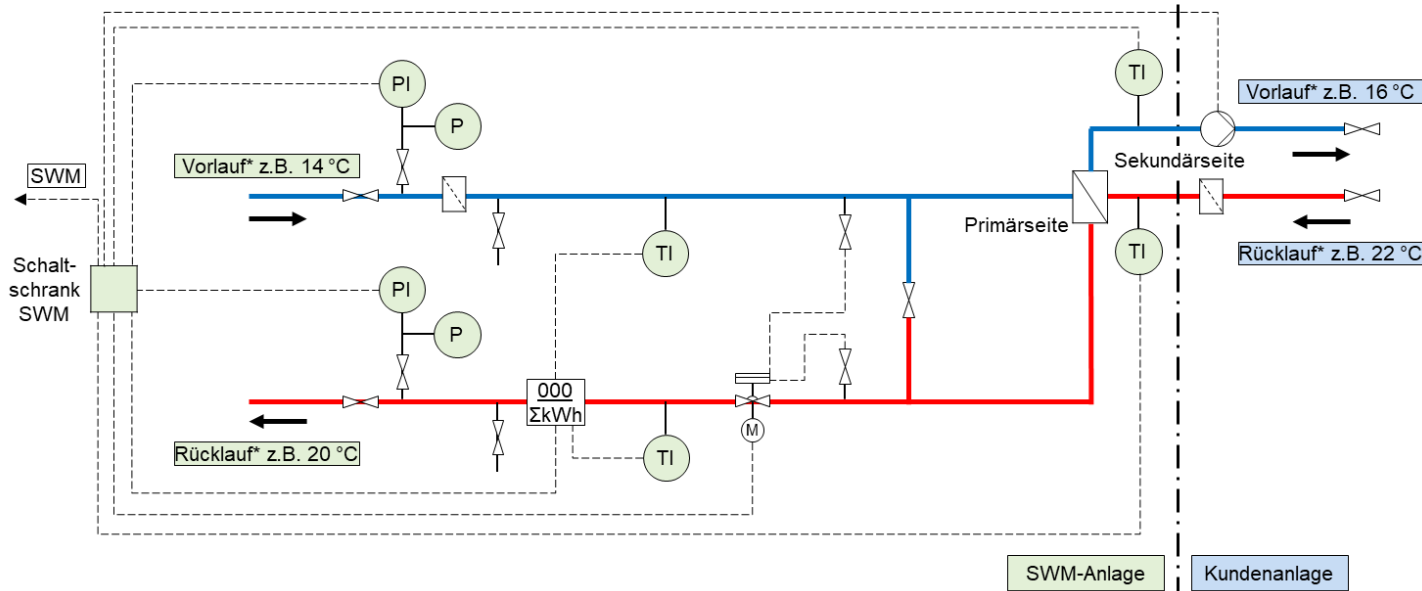 PI
TI
P
Vorlauf* z.B. 16 °C
Vorlauf* z.B. 14 °C
Sekundärseite
SWM
Primärseite
TI
TI
Rücklauf* z.B. 22 °C
Schalt-
schrank
SWM
PI
P
000
ΣkWh
M
Rücklauf* z.B. 20 °C
TI
SWM-Anlage
Kundenanlage